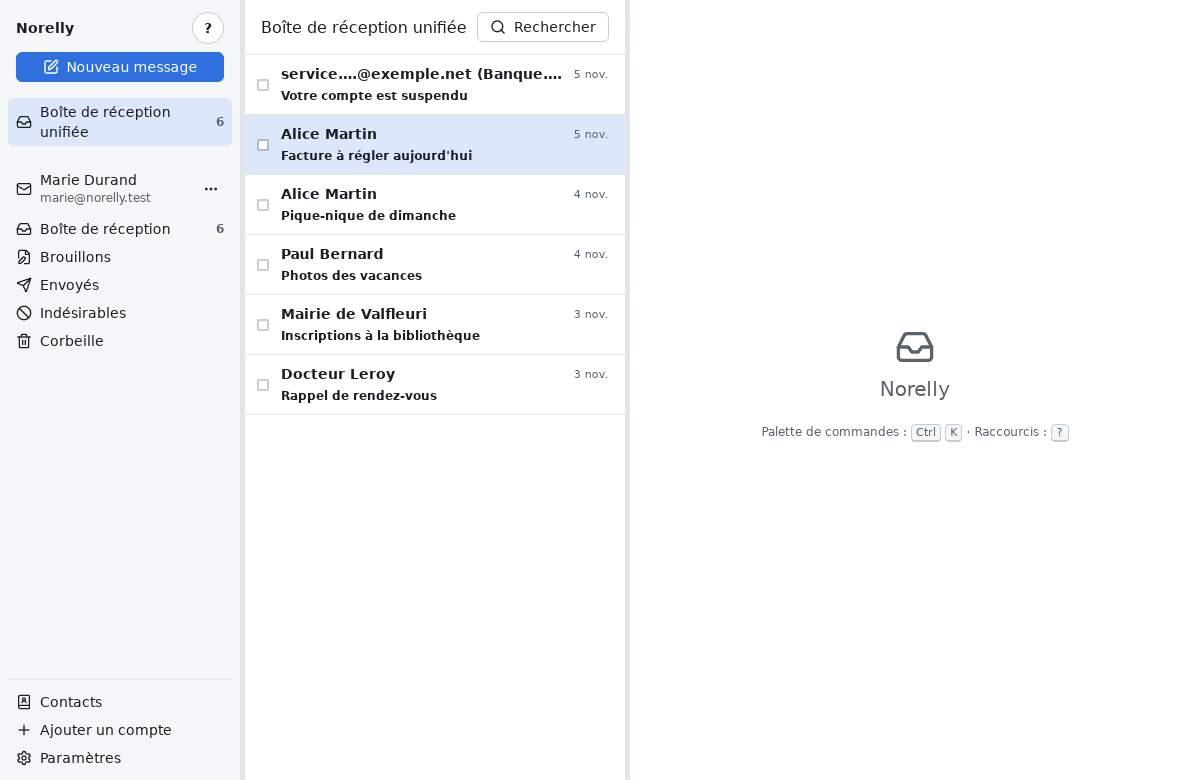 Norelly
?
Nouveau message
Boîte de réception
unifiée
6
Marie Durand
marie@norelly.test
Boîte de réception
6
Brouillons
Envoyés
Indésirables
Corbeille
Contacts
Ajouter un compte
Paramètres
Boîte de réception unifiée
Rechercher
service....@exemple.net (Banque.... 5 nov.
Votre compte est suspendu
Alice Martin 5 nov.
Facture à régler aujourd'hui
Alice Martin 4 nov.
Pique-nique de dimanche
Paul Bernard 4 nov.
Photos des vacances
Mairie de Valfleuri 3 nov.
Inscriptions à la bibliothèque
Docteur Leroy 3 nov.
Rappel de rendez-vous
Norelly
Palette de commandes : Ctrl K · Raccourcis : ?